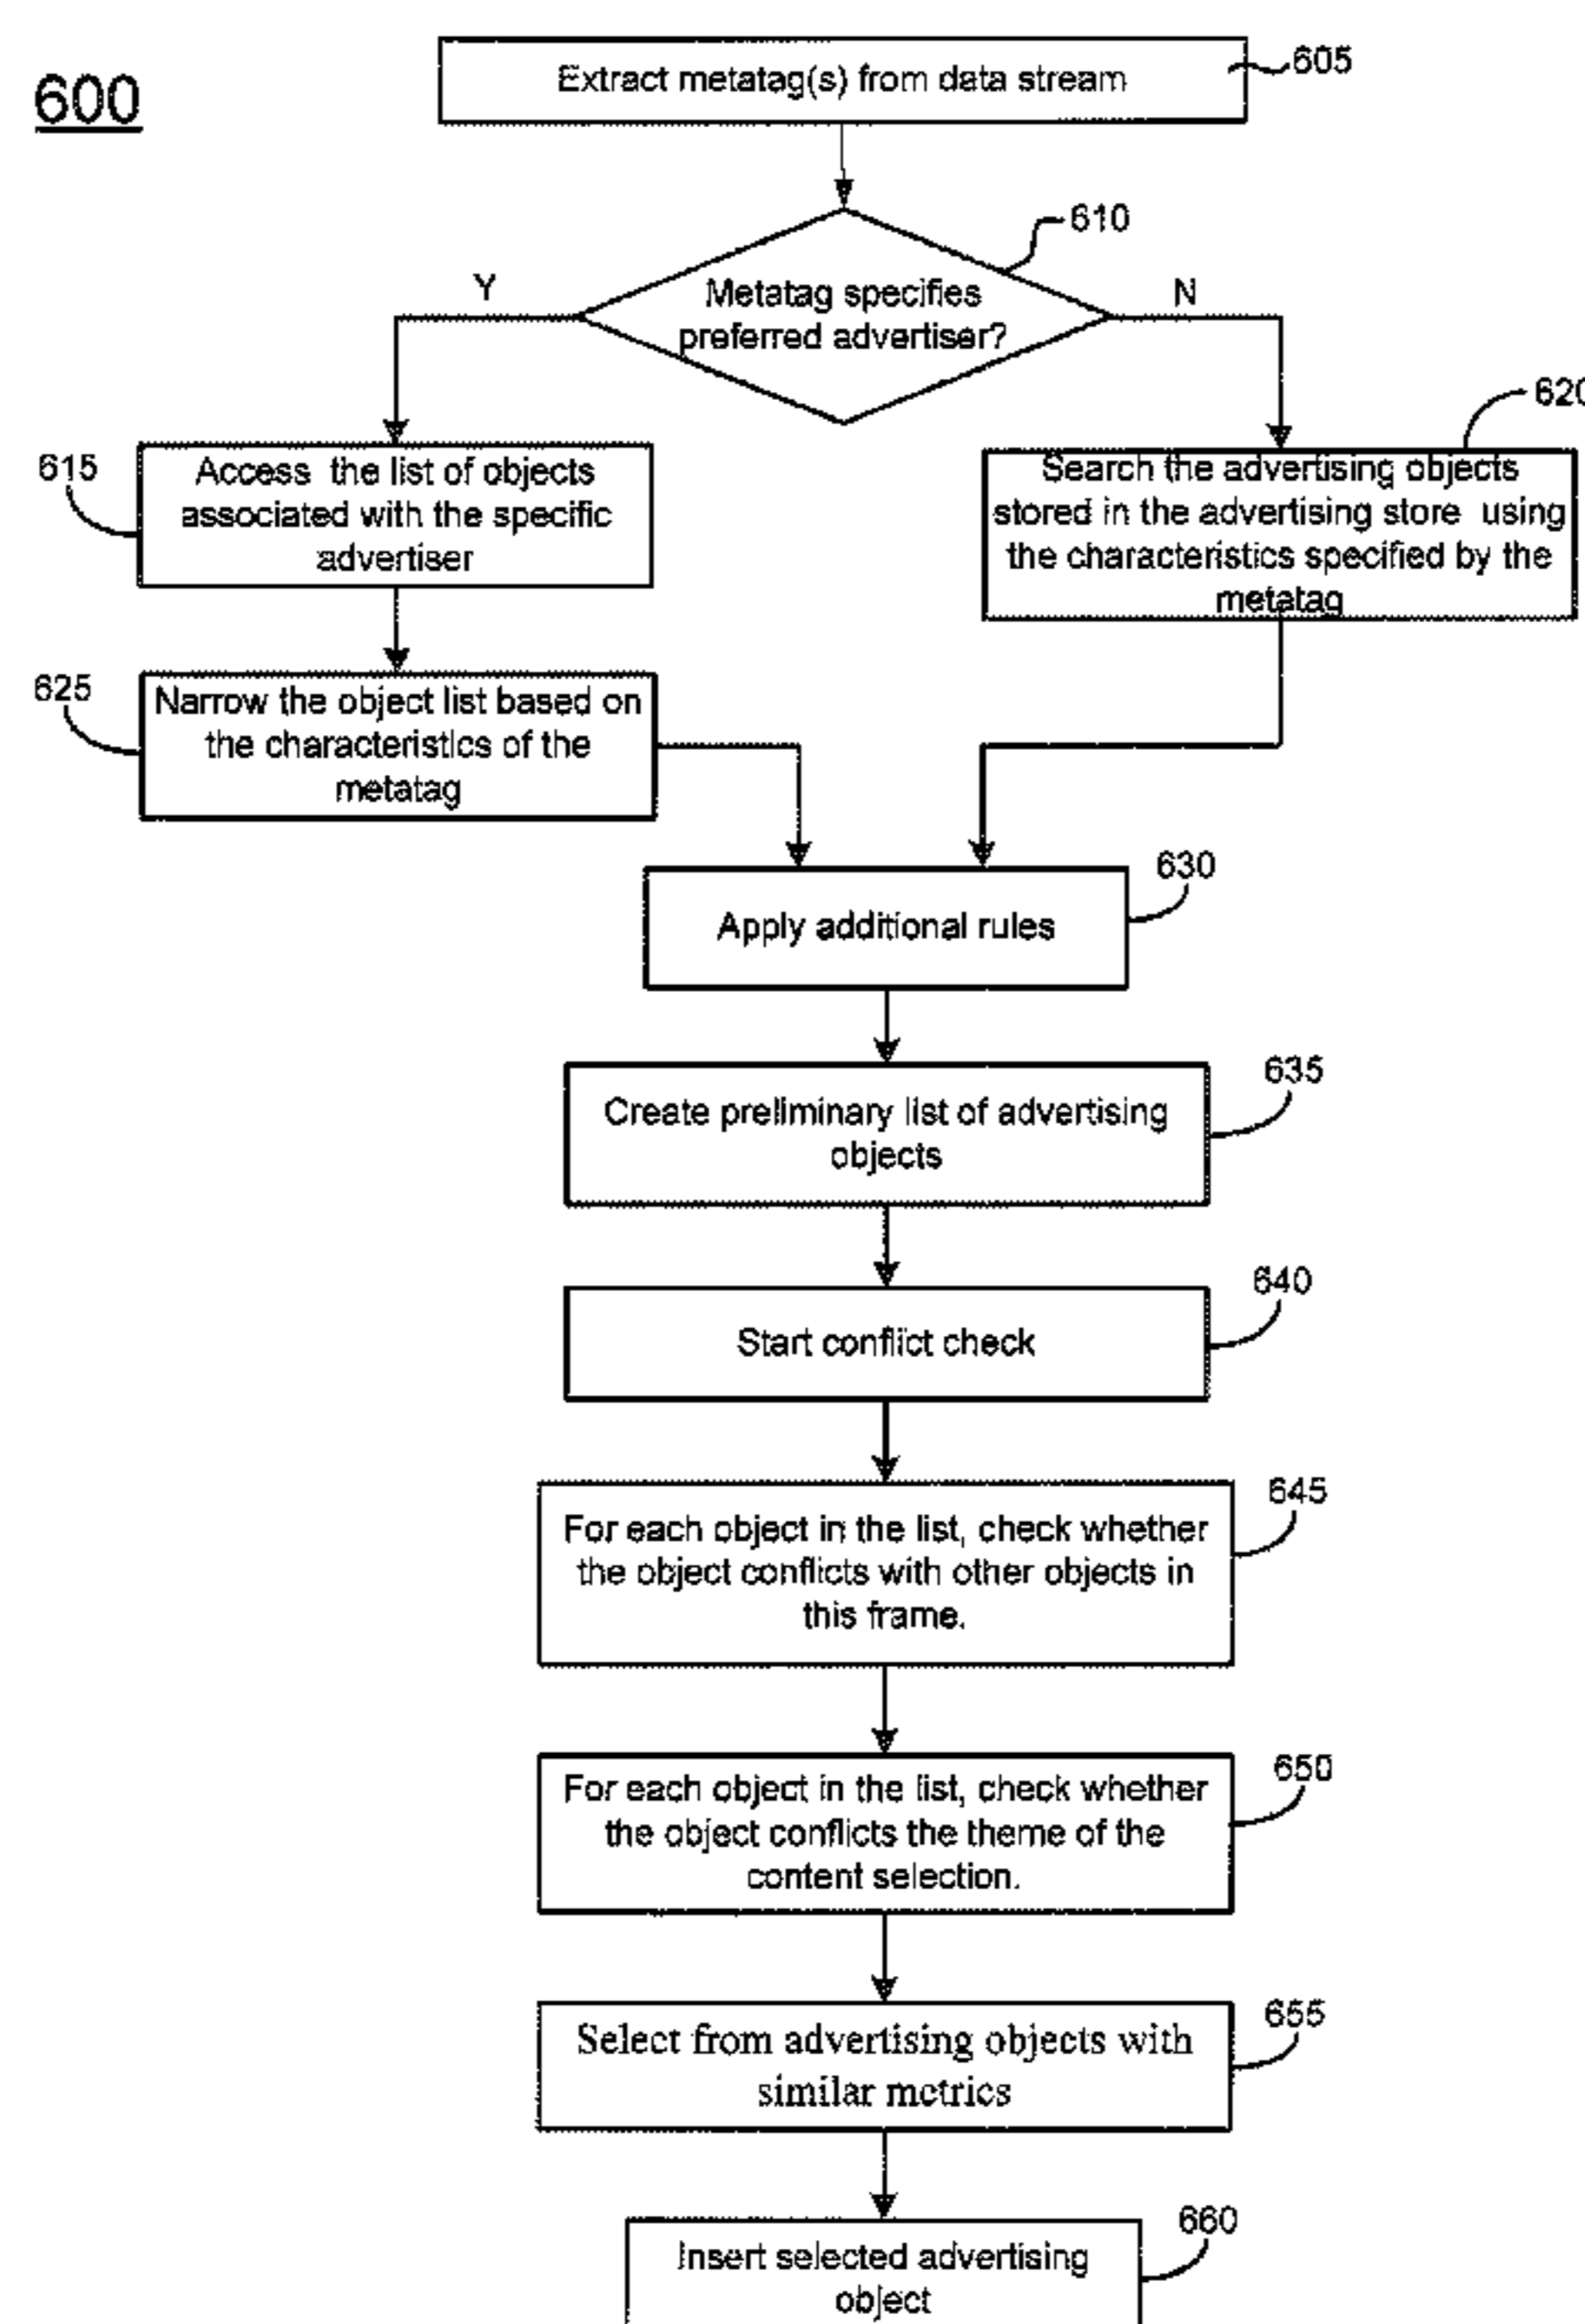 600
Extract metatag(s) from data stream
605
610
Metatag specifies
preferred advertiser?
Y
N
615
Access the list of objects
associated with the specific
advertiser
620
Search the advertising objects
stored in the advertising store using
the characteristics specified by the
metatag
625
Narrow the object list based on
the characteristics of the
metatag
630
Apply additional rules
635
Create preliminary list of advertising
objects
640
Start conflict check
645
For each object in the list, check whether
the object conflicts with other objects in
this frame.
650
For each object in the list, check whether
the object conflicts the theme of the
content selection.
655
Select from advertising objects with
similar metrics
660
Insert selected advertising
object